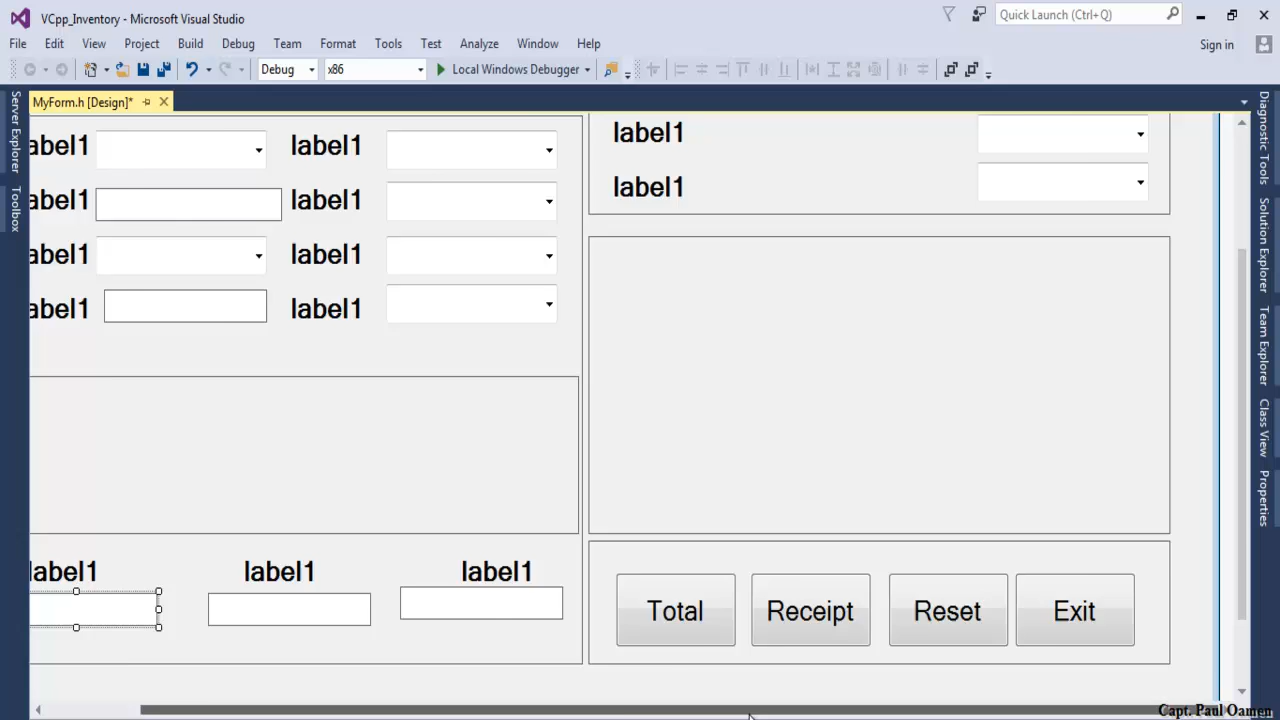 VCpp_Inventory - Microsoft Visual Studio
Quick Launch (Ctrl+Q)
File Edit View Project Build Debug Team Format Tools Test Analyze Window Help
Sign in
Debug x86 Local Windows Debugger
MyForm.h [Design]*
Server Explorer
Toolbox
Diagnostic Tools
Solution Explorer
Team Explorer
Class View
Properties
abel1 label1 label1
abel1 label1 label1
abel1 label1
abel1 label1
label1 label1 label1
Total Receipt Reset Exit
Capt. Paul Oamen